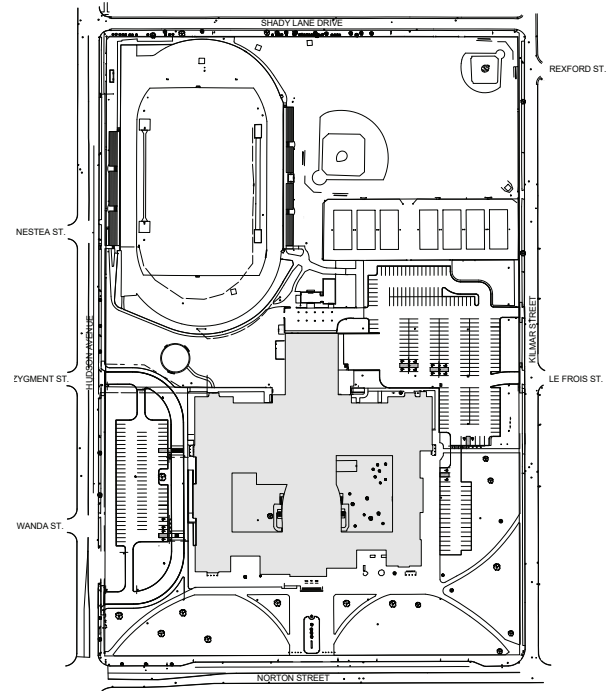 SHADY LANE DRIVE
REXFORD ST.
NESTEA ST.
HUDSON AVENUE
KILMAR STREET
ZYGMENT ST.
LE FROIS ST.
WANDA ST.
NORTON STREET